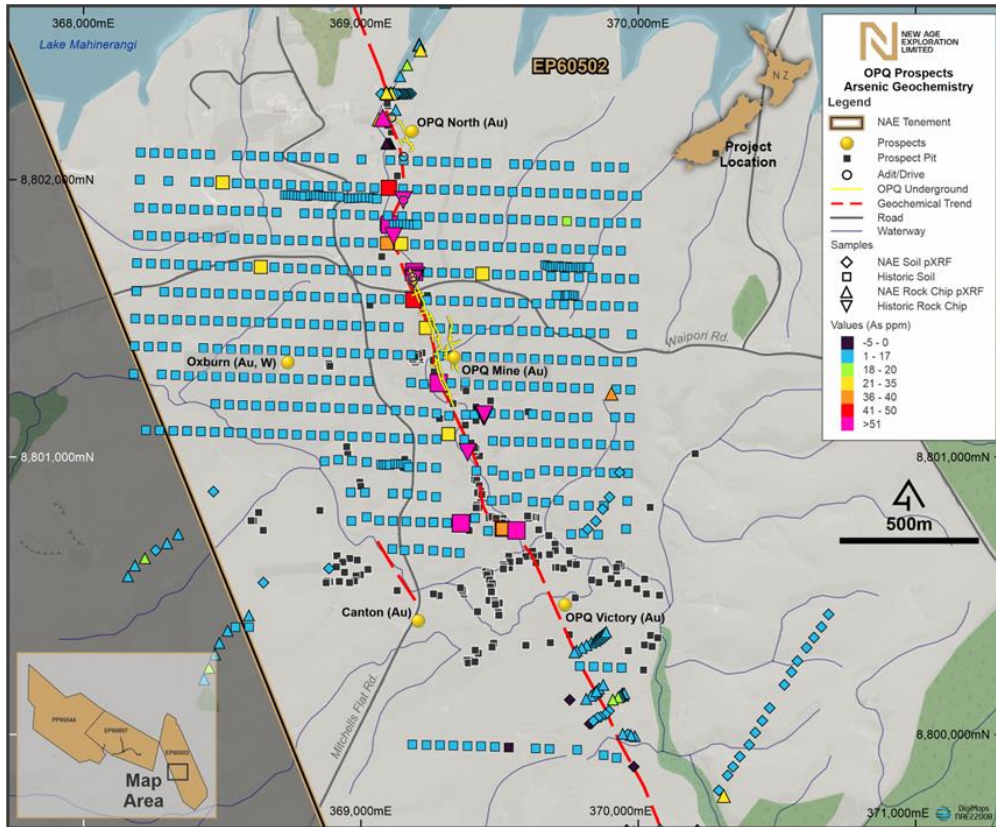 368,000mE
369,000mE
370,000mE
Lake Mahinerangi
EP60502
OPQ North (Au)
8,802,000mN
N Z
Project
Location
Waipori Rd.
Oxburn (Au, W)
OPQ Mine (Au)
8,801,000mN
8,801,000mN
500m
Canton (Au)
OPQ Victory (Au)
Mitchells Flat Rd.
8,800,000mN
369,000mE
370,000mE
371,000mE
NEW AGE
EXPLORATION
LIMITED
OPQ Prospects
Arsenic Geochemistry
Legend
NAE Tenement
Prospects
Prospect Pit
Adit/Drive
OPQ Underground
Geochemical Trend
Road
Waterway
Samples
NAE Soil pXRF
Historic Soil
NAE Rock Chip pXRF
Historic Rock Chip
Values (As ppm)
-5 - 0
1 - 17
18 - 20
21 - 35
36 - 40
41 - 50
>51
PP60544
EP60807
EP60502
Map
Area
DigiMaps
NAE22008